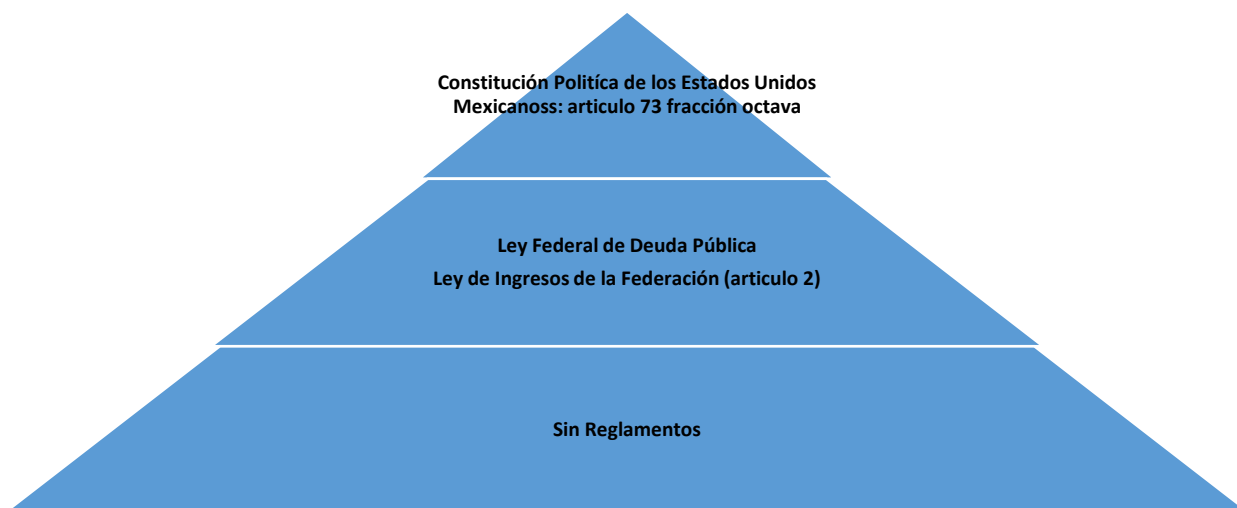 Constitución Politíca de los Estados Unidos
Mexicanoss: articulo 73 fracción octava
Ley Federal de Deuda Pública
Ley de Ingresos de la Federación (articulo 2)
Sin Reglamentos